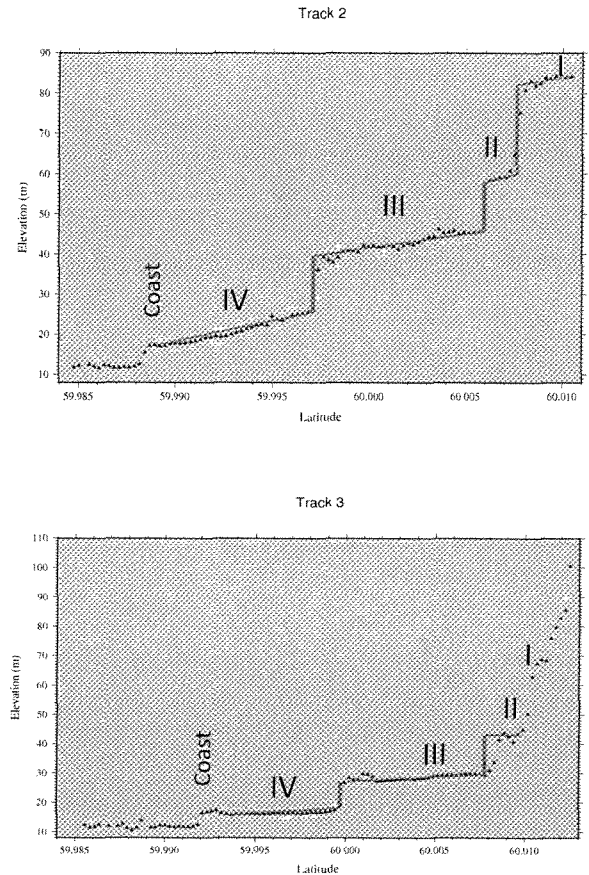 Track 2
90
I
80
70
II
60
III
50
Elevation (m)
40
Coast
IV
30
20
10
59.985 59.990 59.995 60.000 60.005 60.010
Latitude
Track 3
110
100
90
80
70
I
60
Elevation (m)
50
II
40
Coast
III
30
IV
20
10
59.985 59.990 59.995 60.000 60.005 60.010
Latitude